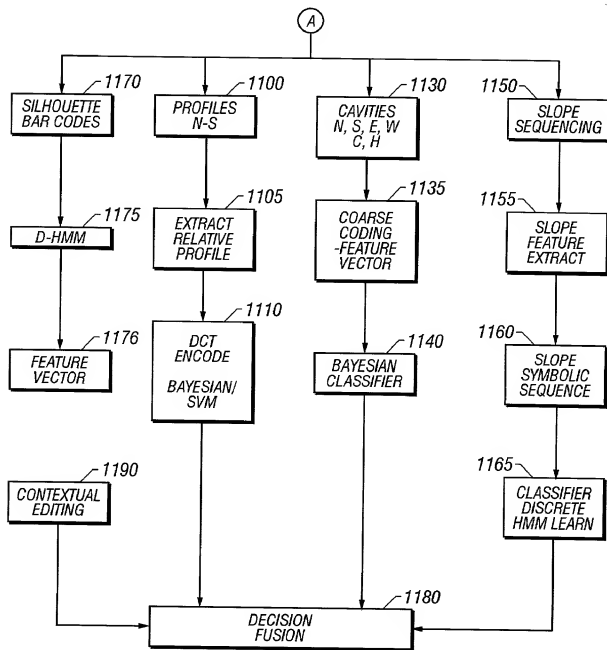 A
1170
SILHOUETTE
BAR CODES
1100
PROFILES
N-S
1130
CAVITIES
N, S, E, W
C, H
1150
SLOPE
SEQUENCING
1175
D-HMM
1105
EXTRACT
RELATIVE
PROFILE
1135
COARSE
CODING
-FEATURE
VECTOR
1155
SLOPE
FEATURE
EXTRACT
1176
FEATURE
VECTOR
1110
DCT
ENCODE
BAYESIAN/
SVM
1140
BAYESIAN
CLASSIFIER
1160
SLOPE
SYMBOLIC
SEQUENCE
1190
CONTEXTUAL
EDITING
1165
CLASSIFIER
DISCRETE
HMM LEARN
1180
DECISION
FUSION